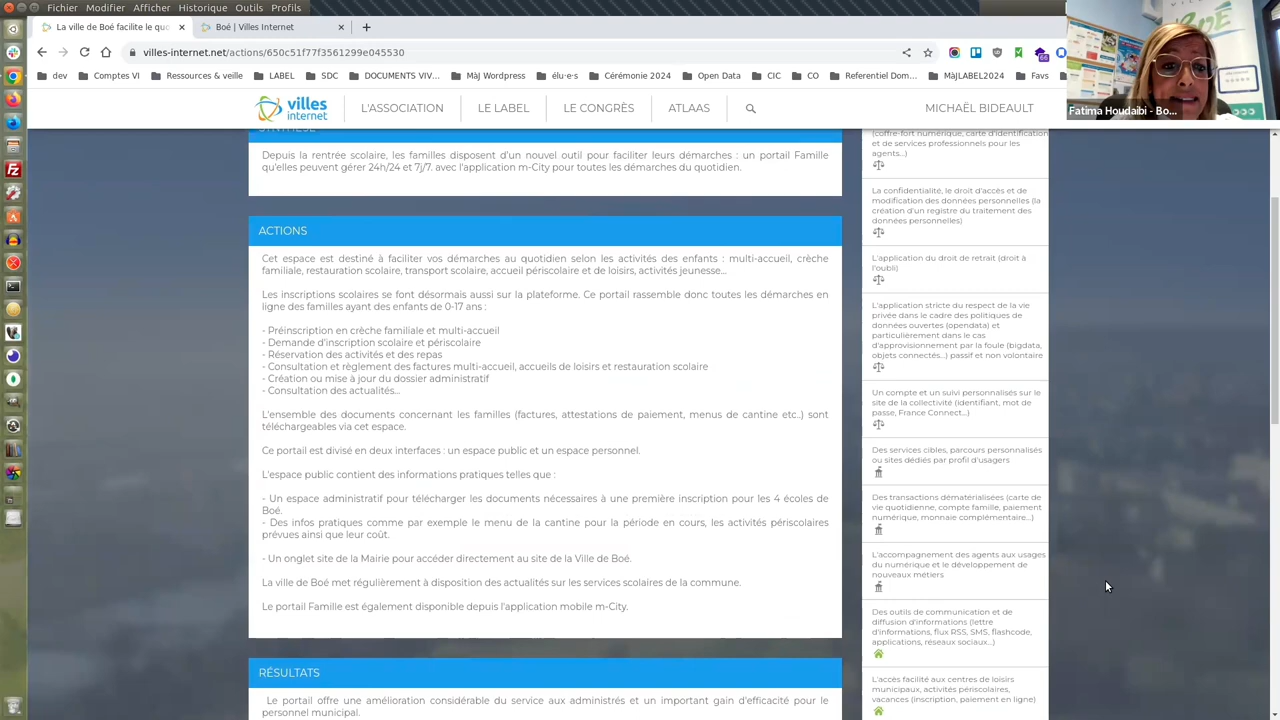 Fichier Modifier Afficher Historique Outils Profils
La ville de Boé facilite le quo
Boé | Villes Internet
villes-internet.net/actions/650c51f77f3561299e045530
66
dev Comptes VI Ressources & veille LABEL SDC DOCUMENTS VIV... Màj Wordpress élu·e·s Cérémonie 2024 Open Data CIC CO Referentiel Dom... MàjLABEL2024 Favs
villes internet
L'ASSOCIATION LE LABEL LE CONGRÈS ATLAAS MICHAËL BIDEAULT
Fatima Houdaibi - Bo...
BOÉ
SYNTHÈSE
Depuis la rentrée scolaire, les familles disposent d'un nouvel outil pour faciliter leurs démarches : un portail Famille
qu'elles peuvent gérer 24h/24 et 7j/7. avec l'application m-City pour toutes les démarches du quotidien.
ACTIONS
Cet espace est destiné à faciliter vos démarches au quotidien selon les activités des enfants : multi-accueil, crèche
familiale, restauration scolaire, transport scolaire, accueil périscolaire et de loisirs, activités jeunesse...
Les inscriptions scolaires se font désormais aussi sur la plateforme. Ce portail rassemble donc toutes les démarches en
ligne des familles ayant des enfants de 0-17 ans :
- Préinscription en crèche familiale et multi-accueil
- Demande d'inscription scolaire et périscolaire
- Réservation des activités et des repas
- Consultation et règlement des factures multi-accueil, accueils de loisirs et restauration scolaire
- Création ou mise à jour du dossier administratif
- Consultation des actualités...
L'ensemble des documents concernant les familles (factures, attestations de paiement, menus de cantine etc..) sont
téléchargeables via cet espace.
Ce portail est divisé en deux interfaces : un espace public et un espace personnel.
L'espace public contient des informations pratiques telles que :
- Un espace administratif pour télécharger les documents nécessaires à une première inscription pour les 4 écoles de
Boé.
- Des infos pratiques comme par exemple le menu de la cantine pour la période en cours, les activités périscolaires
prévues ainsi que leur coût.
- Un onglet site de la Mairie pour accéder directement au site de la Ville de Boé.
La ville de Boé met régulièrement à disposition des actualités sur les services scolaires de la commune.
Le portail Famille est également disponible depuis l'application mobile m-City.
RÉSULTATS
Le portail offre une amélioration considérable du service aux administrés et un important gain d'efficacité pour le
personnel municipal.
(coffre-fort numérique, carte d'identification
et de services professionnels pour les
agents...)
La confidentialité, le droit d'accès et de
modification des données personnelles (la
création d'un registre du traitement des
données personnelles)
L'application du droit de retrait (droit à
l'oubli)
L'application stricte du respect de la vie
privée dans le cadre des politiques de
données ouvertes (opendata) et
particulièrement dans le cas
d'approvisionnement par la foule (bigdata,
objets connectés...) passif et non volontaire
Un compte et un suivi personnalisés sur le
site de la collectivité (identifiant, mot de
passe, France Connect...)
Des services cibles, parcours personnalisés
ou sites dédiés par profil d'usagers
Des transactions dématérialisées (carte de
vie quotidienne, compte famille, paiement
numérique, monnaie complémentaire...)
L'accompagnement des agents aux usages
du numérique et le développement de
nouveaux métiers
Des outils de communication et de
diffusion d'informations (lettre
d'informations, flux RSS, SMS, flashcode,
applications, réseaux sociaux...)
L'accès facilité aux centres de loisirs
municipaux, activités périscolaires,
vacances (inscription, paiement en ligne)